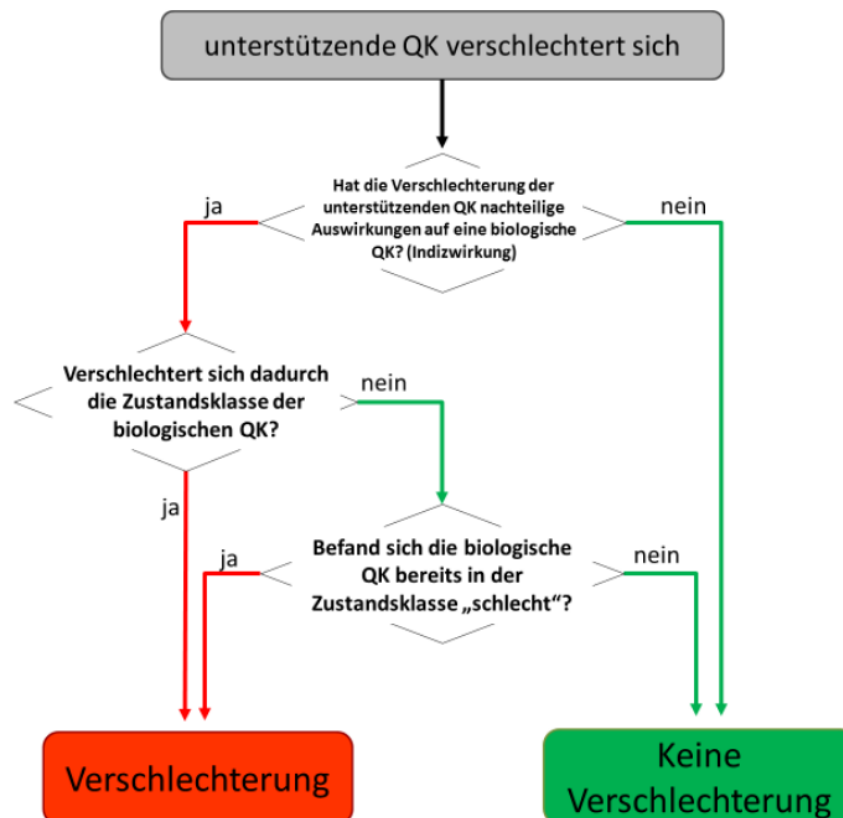 unterstützende QK verschlechtert sich
Hat die Verschlechterung der
unterstützenden QK nachteilige
Auswirkungen auf eine biologische
QK? (Indizwirkung)
ja
nein
Verschlechtert sich dadurch
die Zustandsklasse der
biologischen QK?
nein
ja
Befand sich die biologische
QK bereits in der
Zustandsklasse „schlecht“?
ja
nein
Verschlechterung
Keine
Verschlechterung